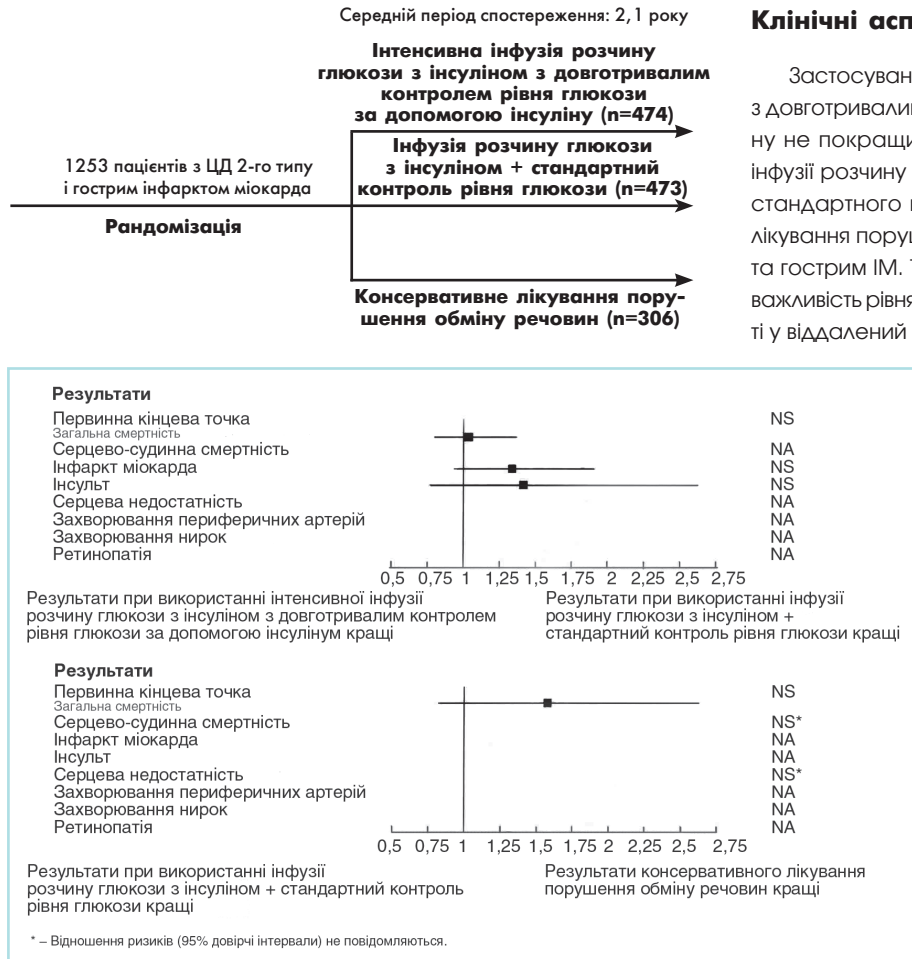 Середній період спостереження: 2,1 року
Інтенсивна інфузія розчину
глюкози з інсуліном з довготривалим
контролем рівня глюкози
за допомогою інсуліну (n=474)
Інфузія розчину глюкози
з інсуліном + стандартний
контроль рівня глюкози (n=473)
1253 пацієнтів з ЦД 2-го типу
і гострим інфарктом міокарда
Рандомізація
Консервативне лікування пору-
шення обміну речовин (n=306)
Клінічні асп
Застосуван
з довготривалим
ну не покращи
інфузії розчину
стандартного
лікування поруш
та гострим ІМ.
важливість рівня
ті у віддалений
Результати
Первинна кінцева точка NS
Загальна смертність
Серцево-судинна смертність NA
Інфаркт міокарда NS
Інсульт NS
Серцева недостатність NA
Захворювання периферичних артерій NA
Захворювання нирок NA
Ретинопатія NA
0,5 0,75 1 1,25 1,5 1,75 2 2,25 2,5 2,75
Результати при використанні інтенсивної інфузії
розчину глюкози з інсуліном з довготривалим контролем
рівня глюкози за допомогою інсулінум кращі
Результати при використанні інфузії
розчину глюкози з інсуліном +
стандартний контроль рівня глюкози кращі
Результати
Первинна кінцева точка NS
Загальна смертність
Серцево-судинна смертність NS*
Інфаркт міокарда NA
Інсульт NA
Серцева недостатність NS*
Захворювання периферичних артерій NA
Захворювання нирок NA
Ретинопатія NA
0,5 0,75 1 1,25 1,5 1,75 2 2,25 2,5 2,75
Результати при використанні інфузії
розчину глюкози з інсуліном + стандартний контроль
рівня глюкози кращі
Результати консервативного лікування
порушення обміну речовин кращі
* – Відношення ризиків (95% довірчі інтервали) не повідомляються.